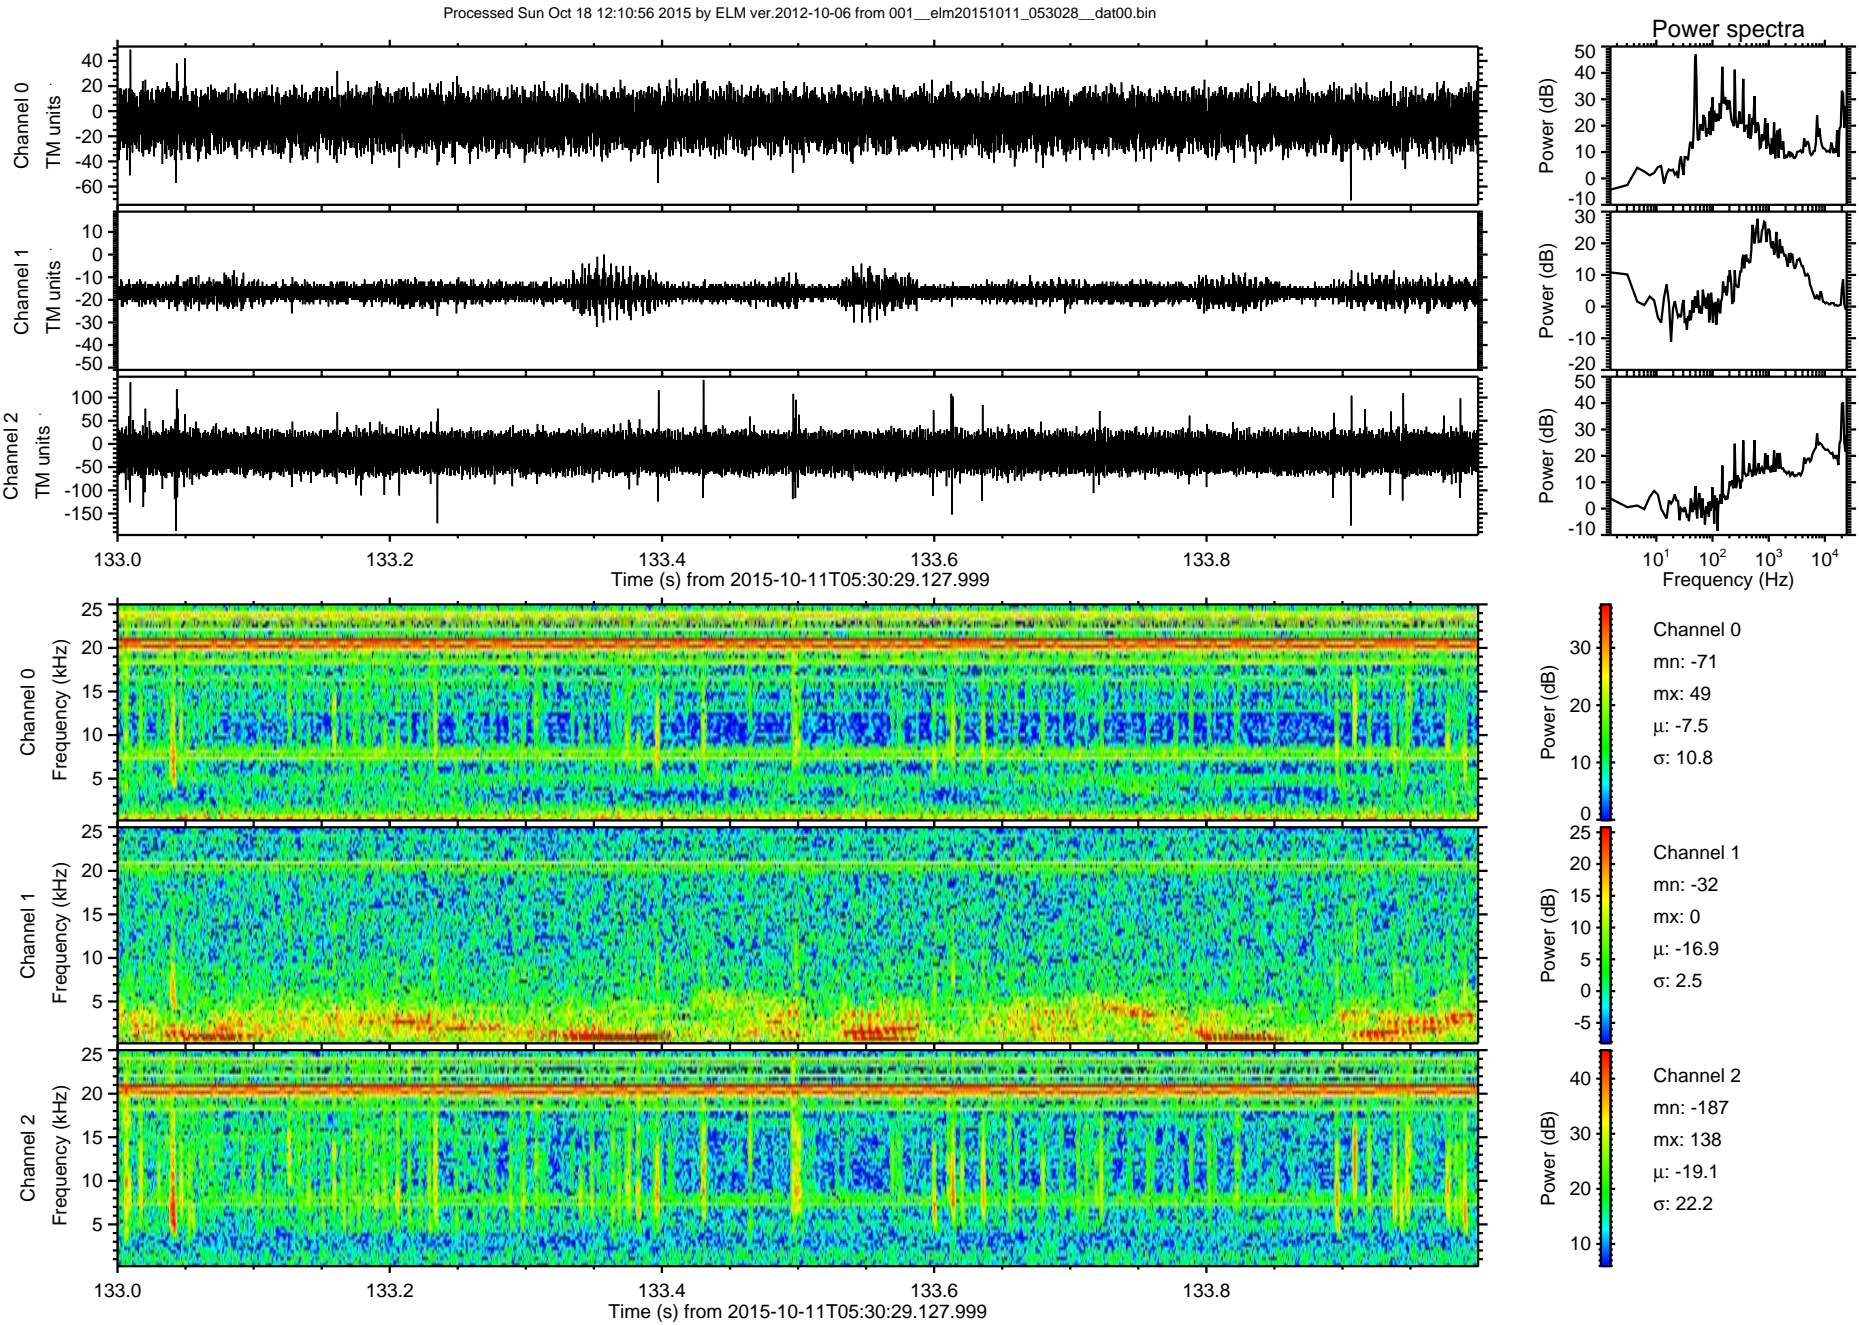 Processed Sun Oct 18 12:10:56 2015 by ELM ver.2012-10-06 from 001__elm20151011_053028__dat00.bin
Power spectra
Channel 0
TM units
40
20
0
-20
-40
-60
Power (dB)
50
40
30
20
10
0
-10
Channel 1
TM units
10
0
-10
-20
-30
-40
-50
Power (dB)
30
20
10
0
-10
-20
Channel 2
TM units
100
50
0
-50
-100
-150
Power (dB)
50
40
30
20
10
0
-10
133.0 133.2 133.4 133.6 133.8
Time (s) from 2015-10-11T05:30:29.127.999
10¹ 10² 10³ 10⁴
Frequency (Hz)
Channel 0
Frequency (kHz)
25
20
15
10
5
Power (dB)
30
20
10
0
Channel 0
mn: -71
mx: 49
μ: -7.5
σ: 10.8
Channel 1
Frequency (kHz)
25
20
15
10
5
Power (dB)
25
20
15
10
5
0
-5
Channel 1
mn: -32
mx: 0
μ: -16.9
σ: 2.5
Channel 2
Frequency (kHz)
25
20
15
10
5
Power (dB)
40
30
20
10
Channel 2
mn: -187
mx: 138
μ: -19.1
σ: 22.2
133.0 133.2 133.4 133.6 133.8
Time (s) from 2015-10-11T05:30:29.127.999